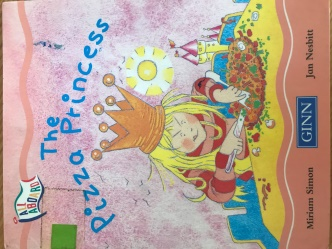 ALL
ABOARD
The
Pizza Princess
Miriam Simon
GINN
Jan Nesbitt